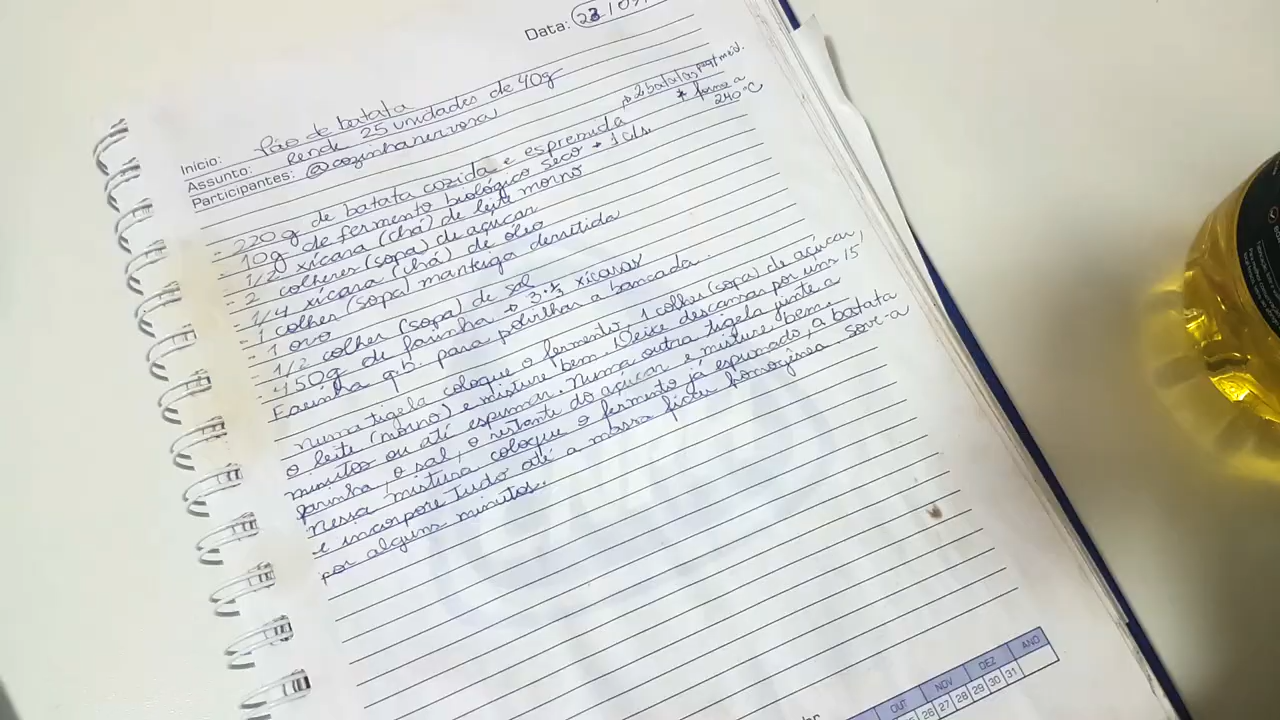 Data: 23/09/
Início: Pão de batata
Assunto: Rende 25 unidades de 40g
Participantes: @cozinhanervosa
2 batatas méd.
* forno a
240°C
- 220g de batata cozida e espremida
- 10g de fermento biológico seco
- 1/2 xícara (chá) de leite morno
- 2 colheres (sopa) de açúcar
- 1/4 xícara (chá) de óleo
- 1 colher (sopa) manteiga derretida
- 1 ovo
- 1/2 colher (sopa) de sal
- 450g de farinha 3 xícaras
Farinha q.b. para polvilhar a bancada.
Numa tigela coloque o fermento, 1 colher (sopa) de açúcar,
o leite (morno) e misture bem. Deixe descansar por uns 15
minutos ou até espumar. Numa outra tigela junte a
farinha, o sal, o restante do açúcar e misture bem.
Nessa mistura coloque o fermento já espumado, a batata
e incorpore tudo até a massa ficar homogênea sove-a
por alguns minutos.
OUT NOV DEZ ANO
26 27 28 29 30 31